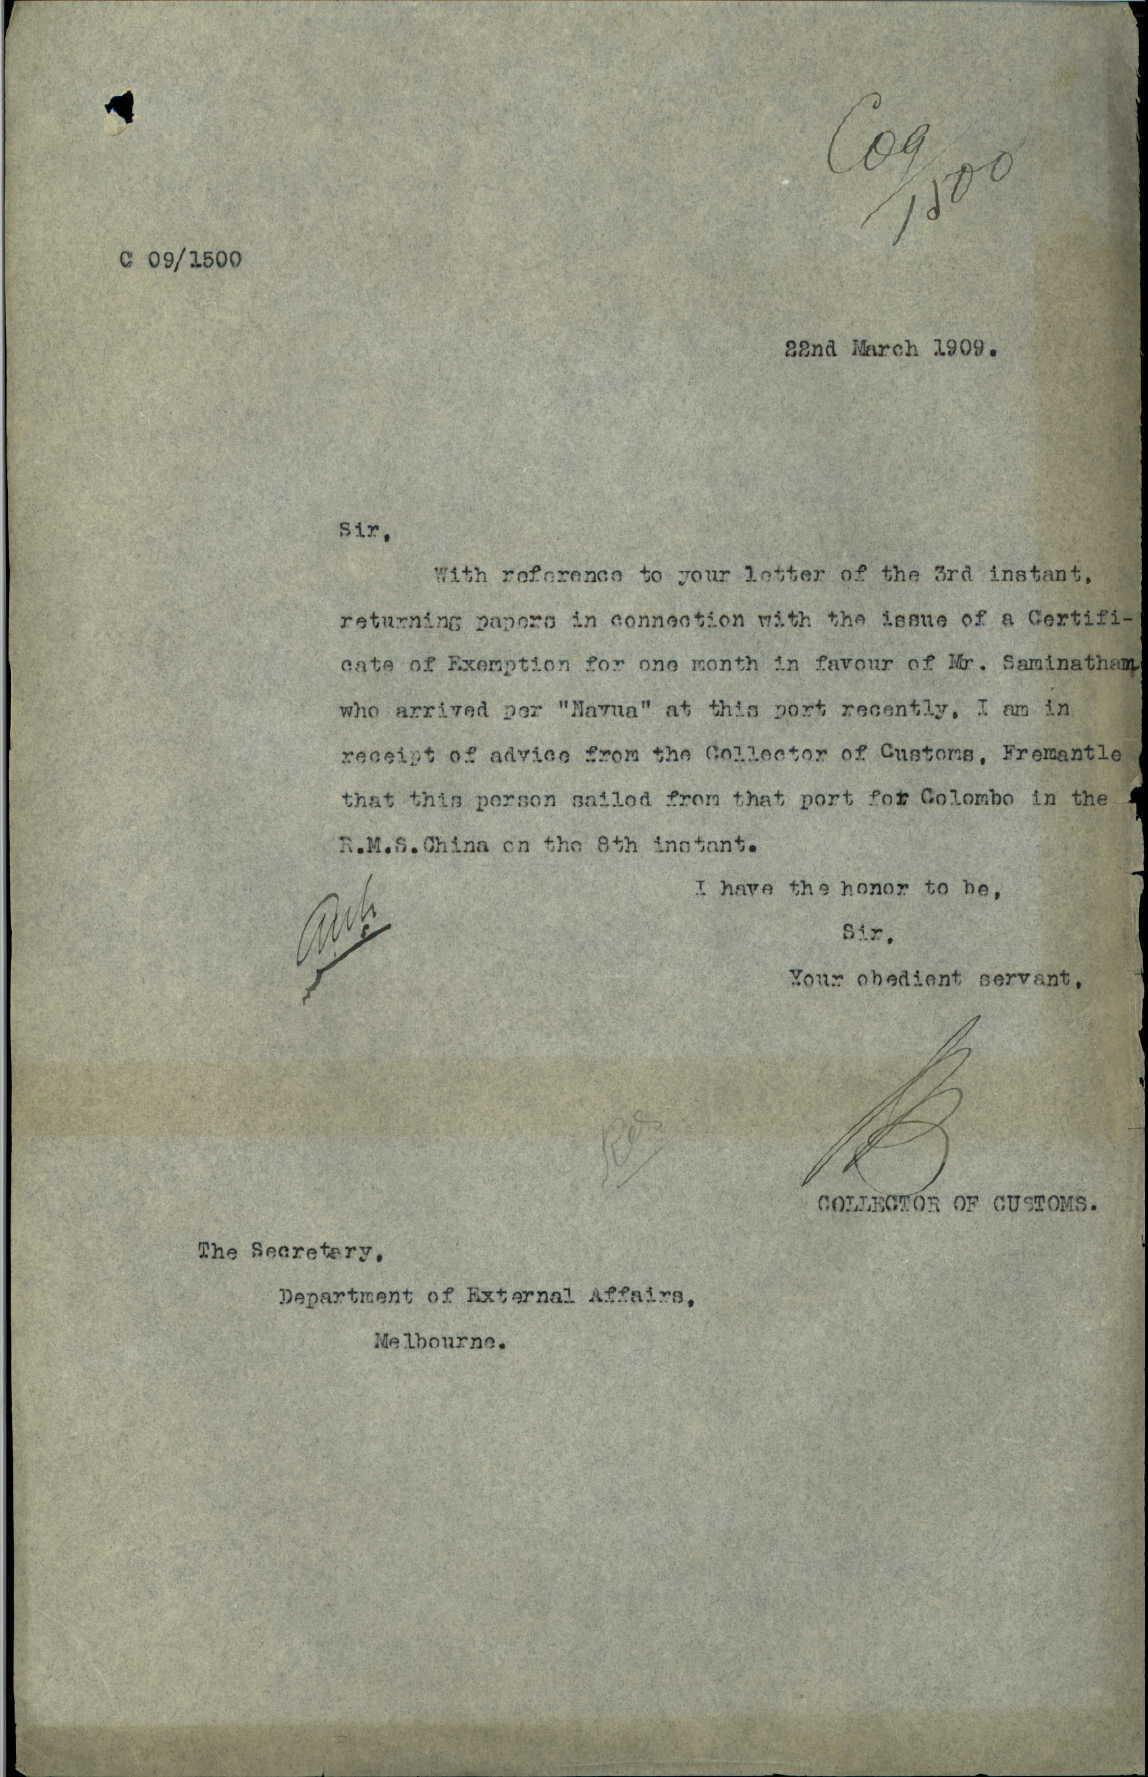 C09
/1500
C 09/1500
22nd March 1909.
Sir,
With reference to your letter of the 3rd instant,
returning papers in connection with the issue of a Certifi-
cate of Exemption for one month in favour of Mr. Saminatham
who arrived per "Navua" at this port recently, I am in
receipt of advice from the Collector of Customs, Fremantle
that this person sailed from that port for Colombo in the
R.M.S.China on the 8th instant.
I have the honor to be,
Sir,
Your obedient servant,
COLLECTOR OF CUSTOMS.
The Secretary,
Department of External Affairs,
Melbourne.